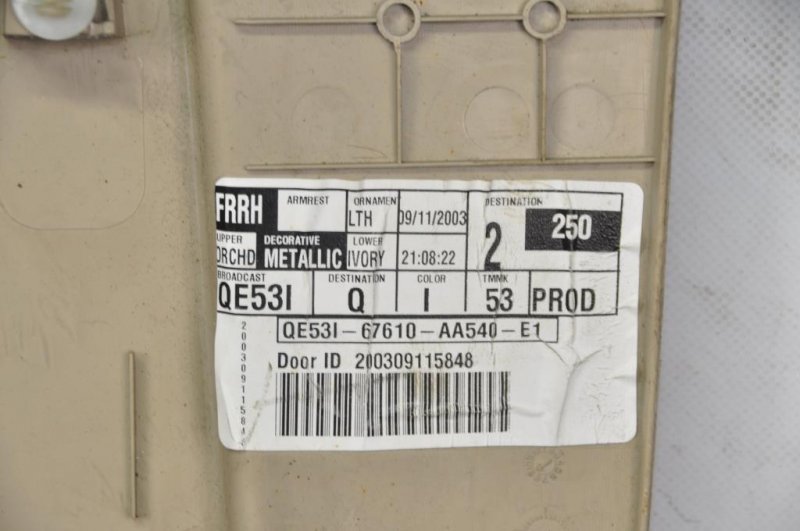 FRRH ARMREST ORNAMEN LTH 09/11/2003 DESTINATION 2 250
UPPER ORCHD DECORATIVE METALLIC LOWER IVORY 21:08:22
BROADCAST QE53I DESTINATION Q COLOR I TMMK 53 PROD
QE53I-67610-AA540-E1
Door ID 200309115848
200309115848